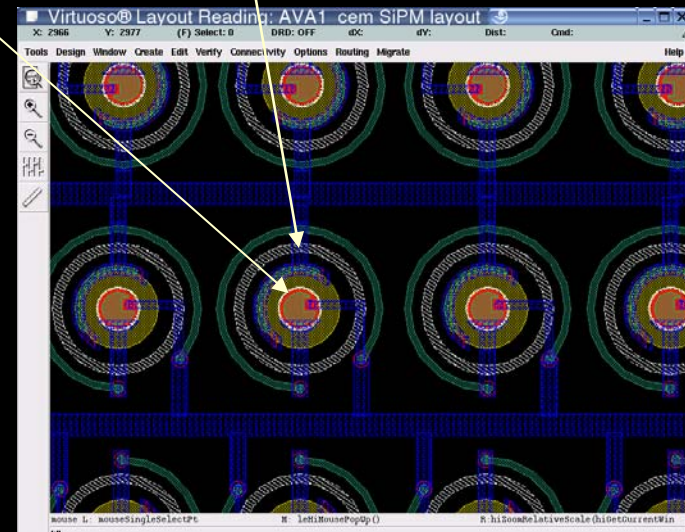 Virtuoso® Layout Reading: AVA1 cem SiPM layout
X: 2966 Y: 2977 (F) Select: 0 DRD: OFF dX: dY: Dist: Cmd:
Tools Design Window Create Edit Verify Connectivity Options Routing Migrate Help
mouse L: mouseSingleSelectPt M: leHiMousePopUp() R:hiZoomRelativeScale(hiGetCurrentWin